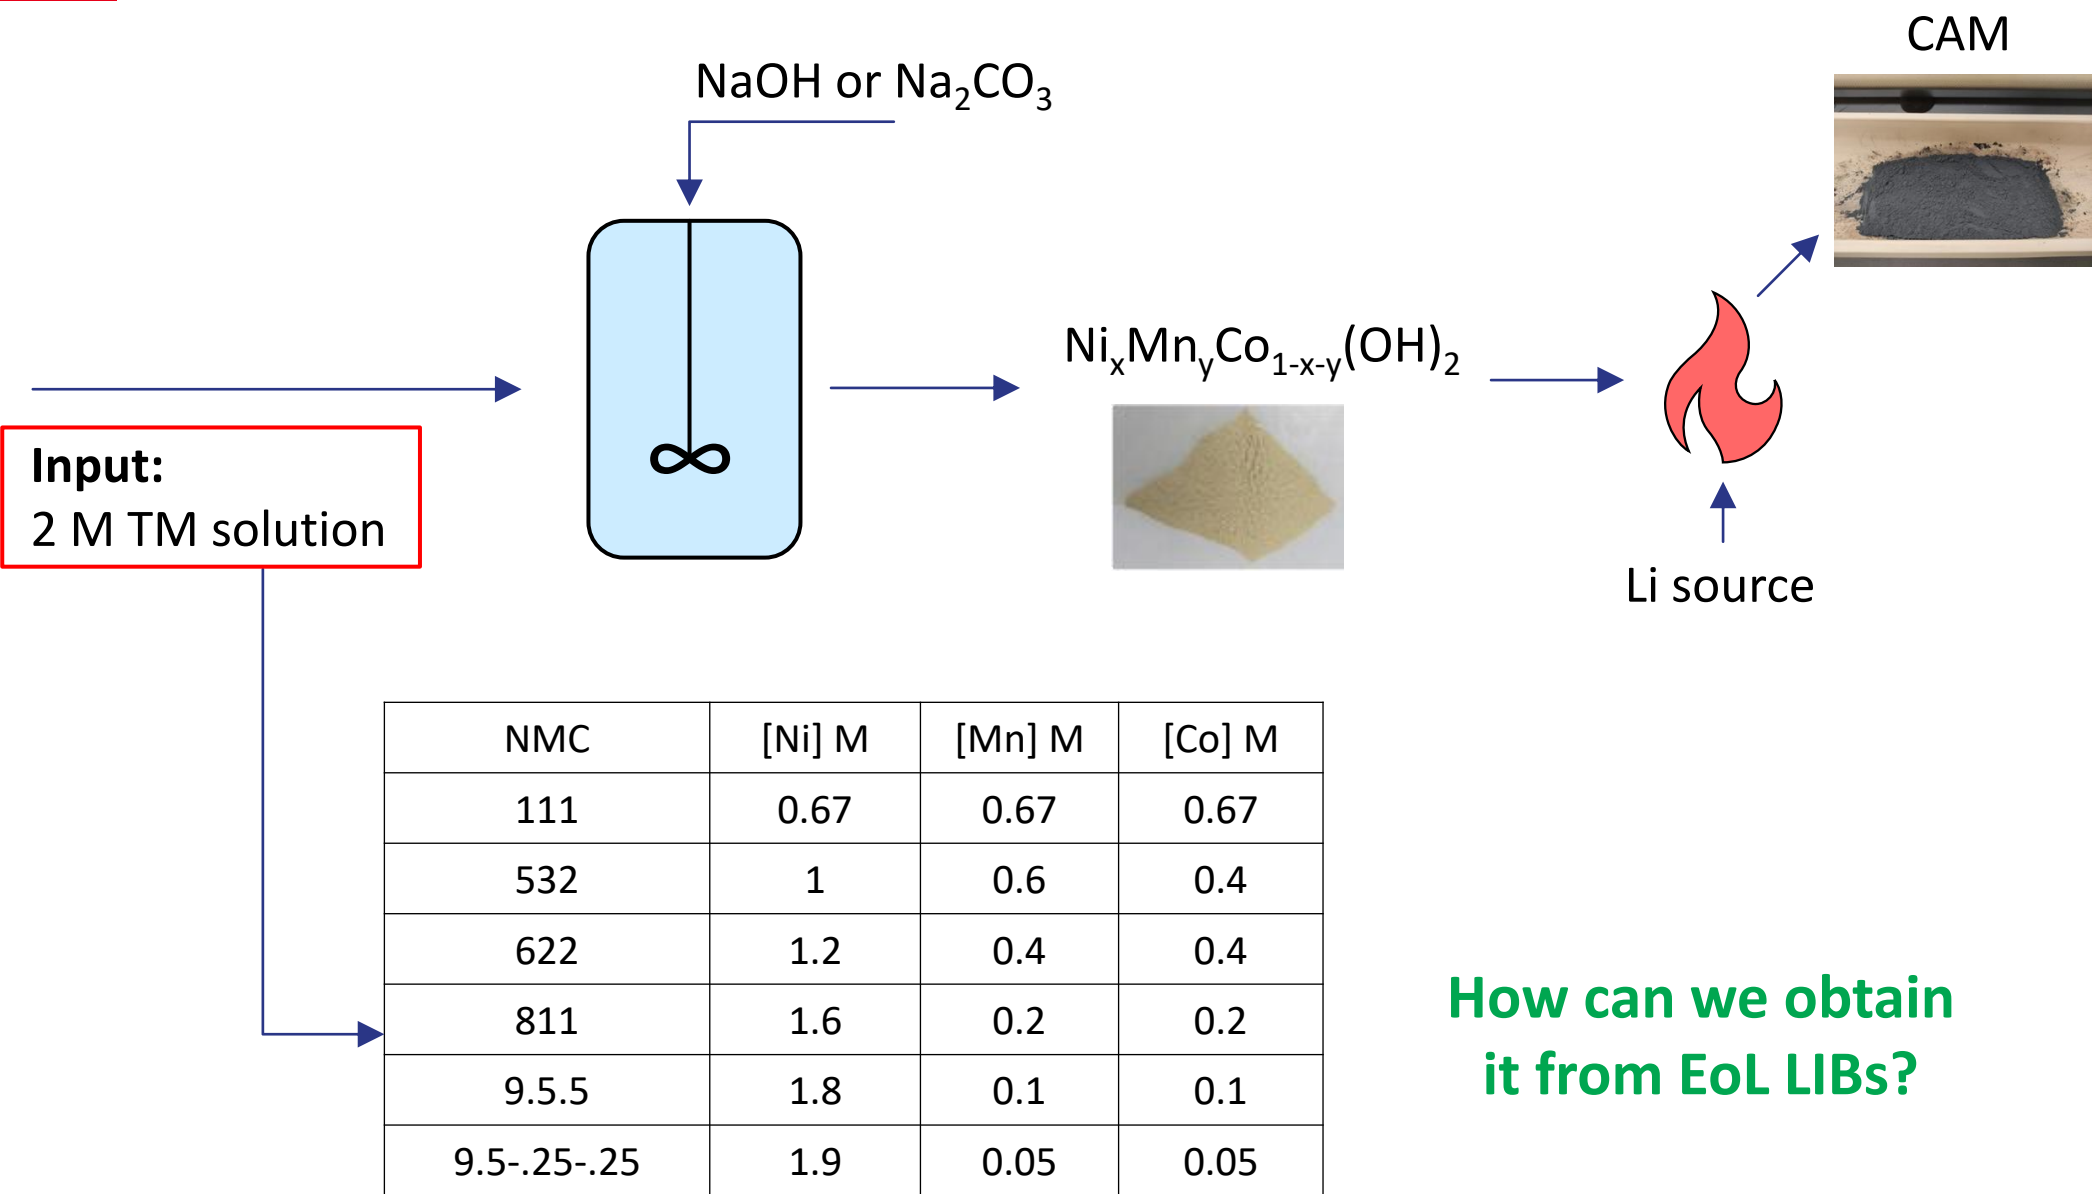 CAM
NaOH or Na₂CO₃
NiₓMnᵧCo₁₋ₓ₋ᵧ(OH)₂
Input:
2 M TM solution
Li source
NMC [Ni] M [Mn] M [Co] M
111 0.67 0.67 0.67
532 1 0.6 0.4
622 1.2 0.4 0.4
811 1.6 0.2 0.2
9.5.5 1.8 0.1 0.1
9.5-.25-.25 1.9 0.05 0.05
How can we obtain
it from EoL LIBs?